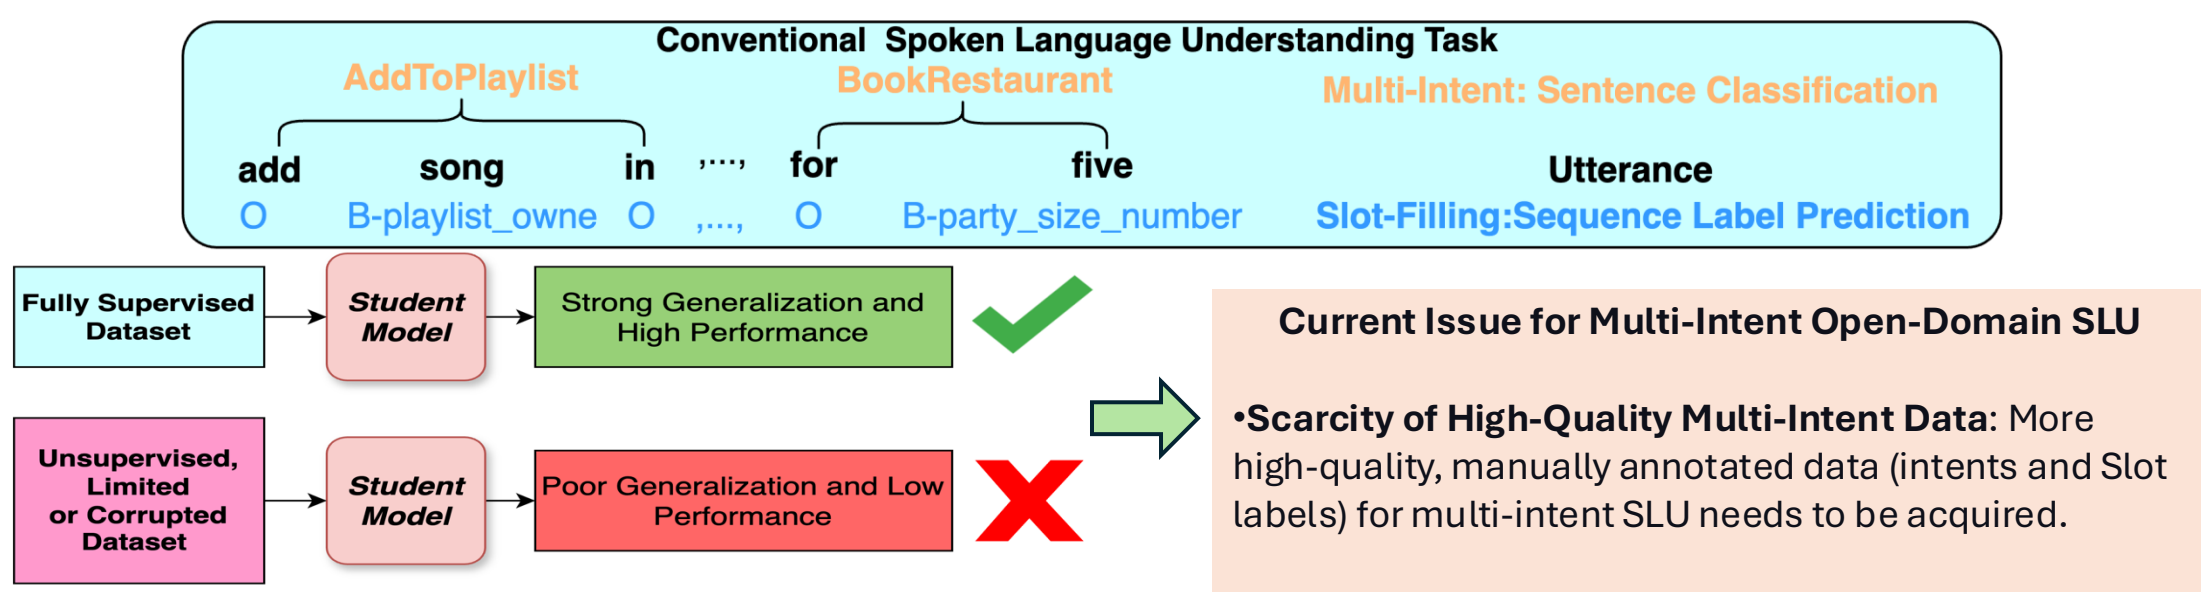 Conventional Spoken Language Understanding Task
AddToPlaylist BookRestaurant Multi-Intent: Sentence Classification
add song in ,..., for five Utterance
O B-playlist_owne O ,..., O B-party_size_number Slot-Filling:Sequence Label Prediction
Fully Supervised
Dataset
Student
Model
Strong Generalization and
High Performance
Unsupervised,
Limited
or Corrupted
Dataset
Student
Model
Poor Generalization and Low
Performance
Current Issue for Multi-Intent Open-Domain SLU
•Scarcity of High-Quality Multi-Intent Data: More
high-quality, manually annotated data (intents and Slot
labels) for multi-intent SLU needs to be acquired.